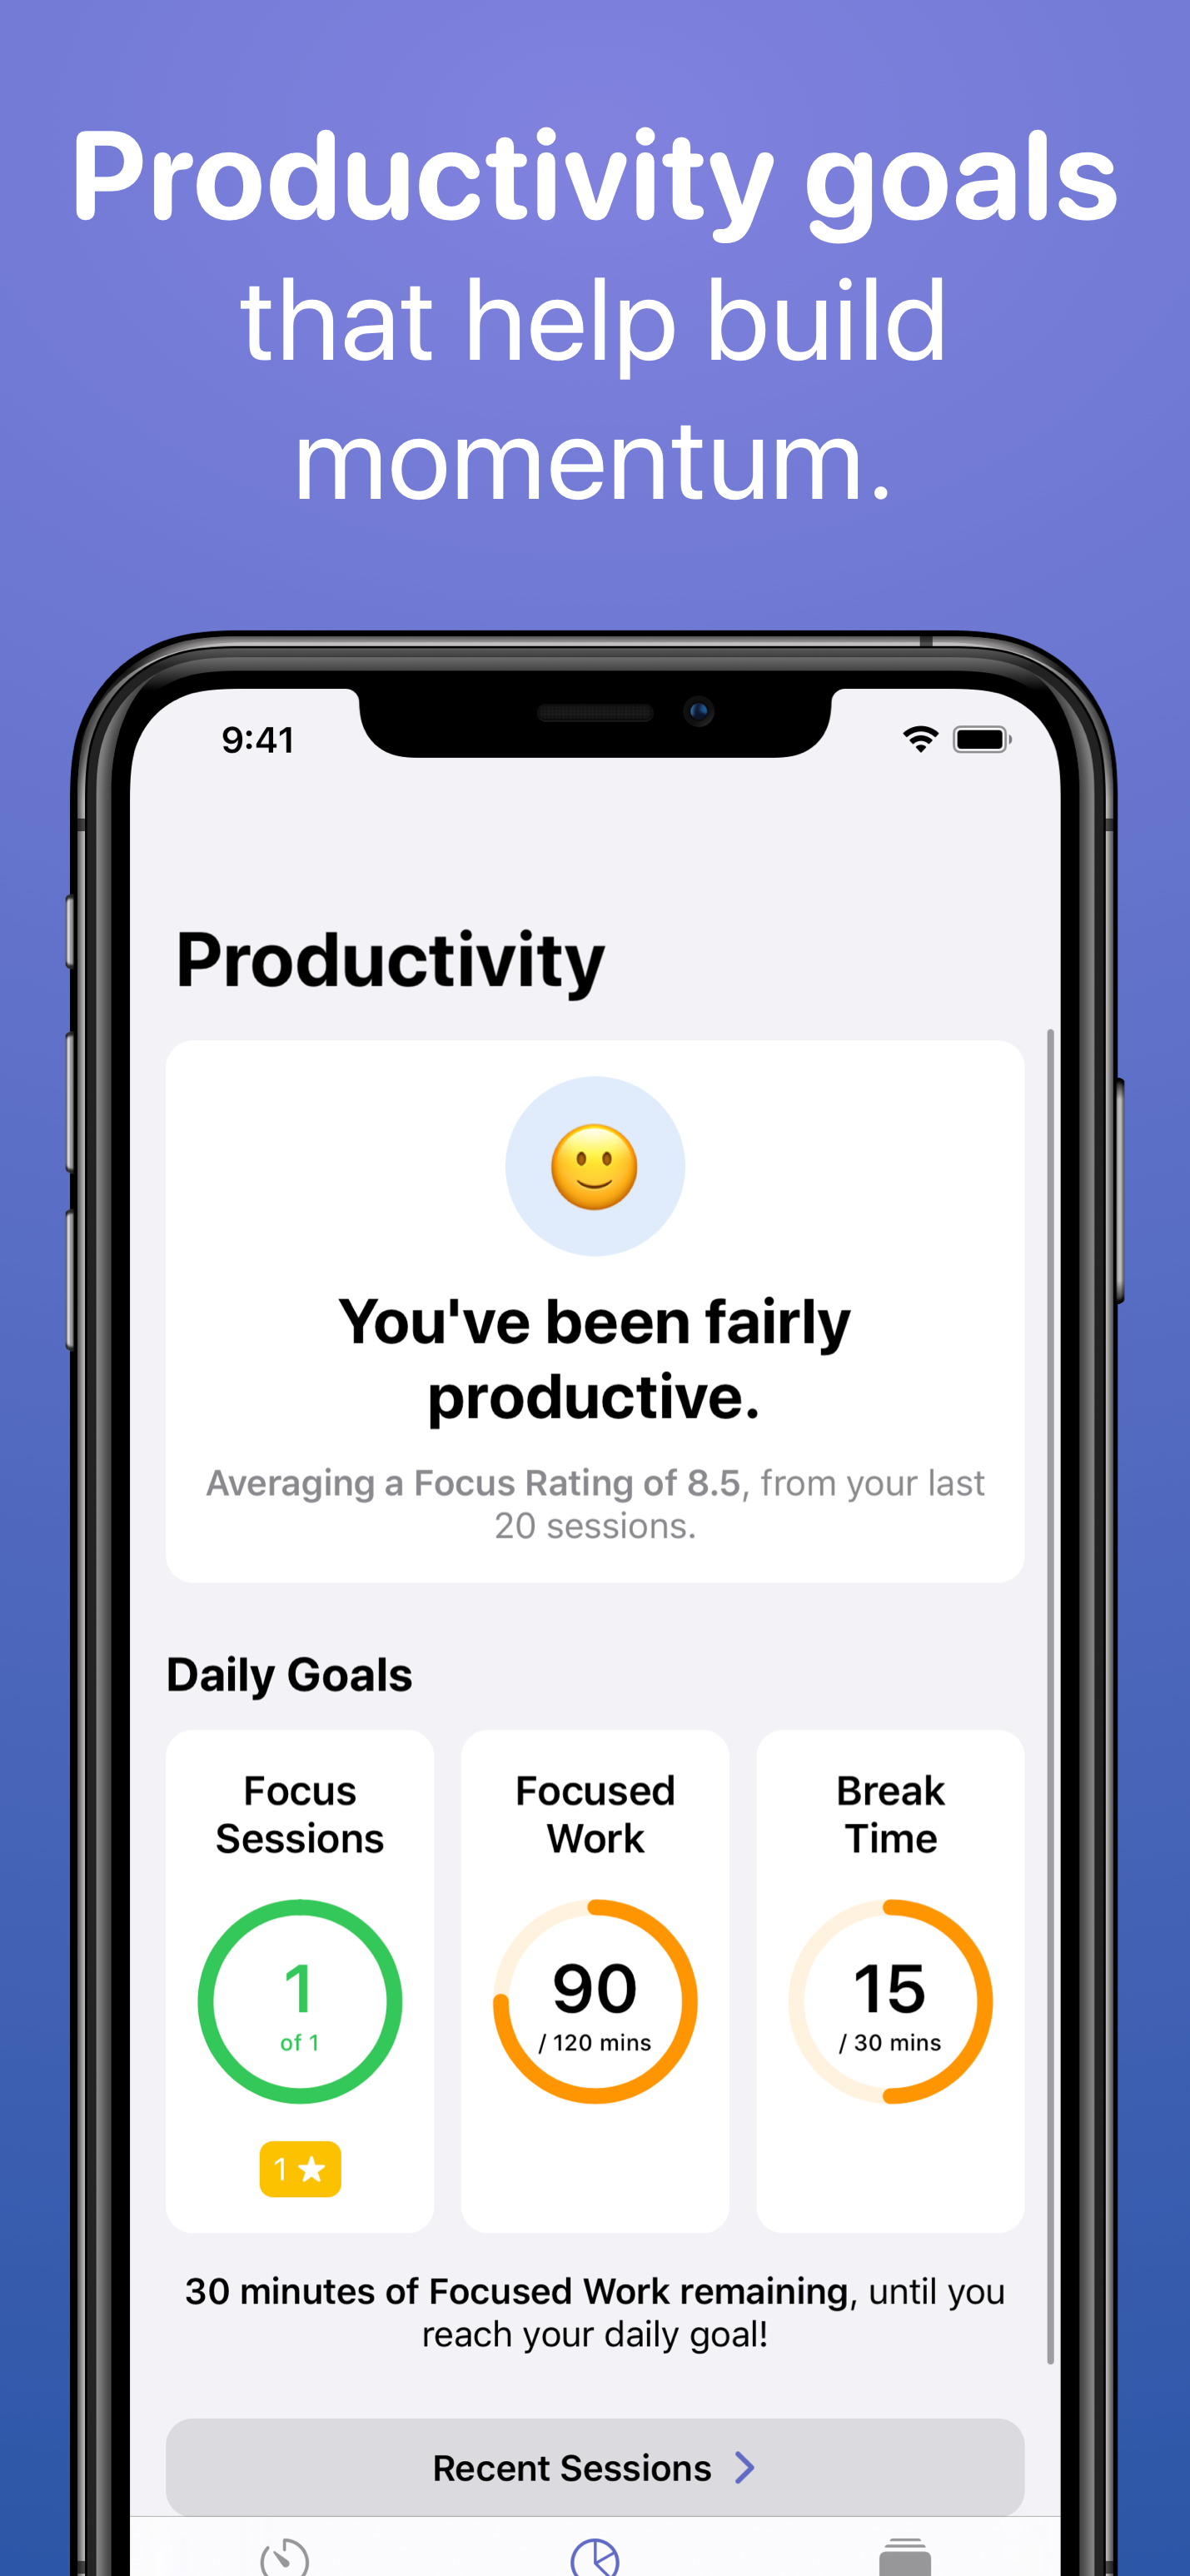 Productivity goals
that help build
momentum.
9:41
Productivity
You've been fairly
productive.
Averaging a Focus Rating of 8.5, from your last
20 sessions.
Daily Goals
Focus
Sessions
1
of 1
1 ★
Focused
Work
90
/ 120 mins
Break
Time
15
/ 30 mins
30 minutes of Focused Work remaining, until you
reach your daily goal!
Recent Sessions